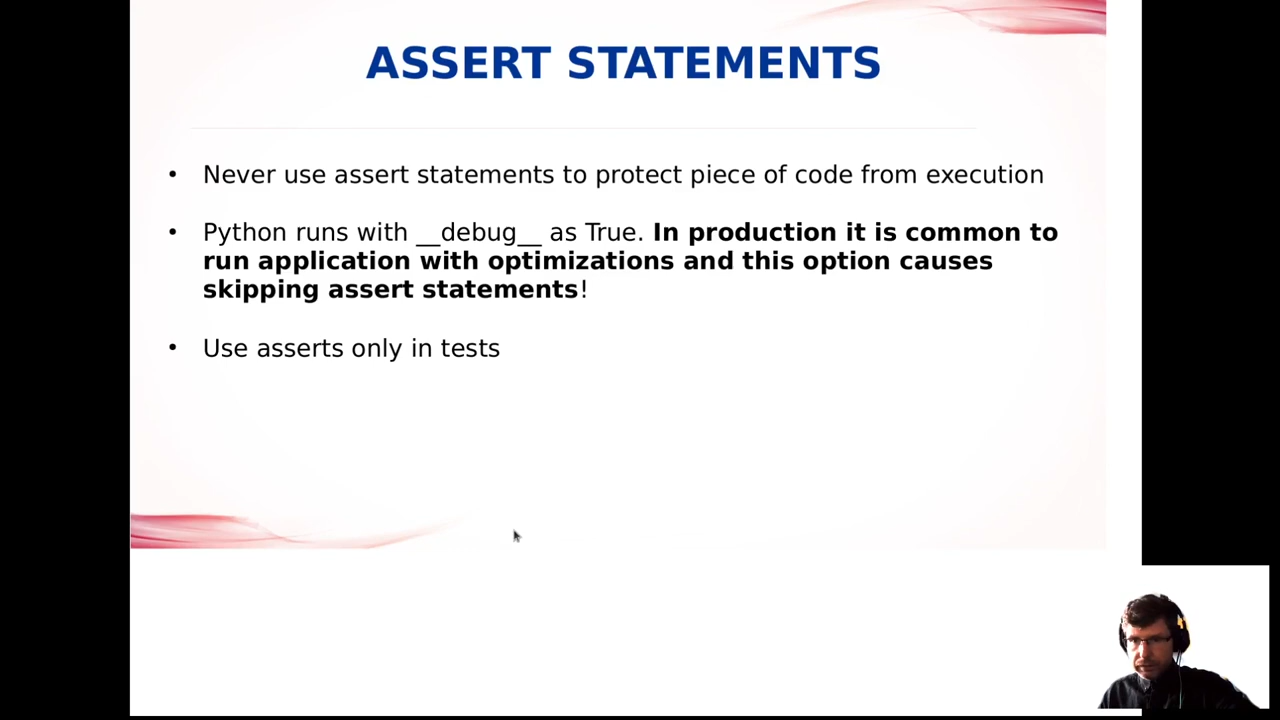 ASSERT STATEMENTS
• Never use assert statements to protect piece of code from execution
• Python runs with __debug__ as True. In production it is common to
run application with optimizations and this option causes
skipping assert statements!
• Use asserts only in tests